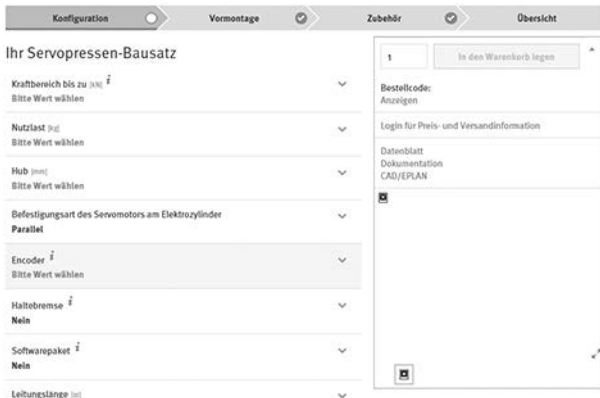 Konfiguration
Vormontage
Zubehör
Übersicht
Ihr Servopressen-Bausatz
Kraftbereich bis zu [kN] i
Bitte Wert wählen
Nutzlast [kg]
Bitte Wert wählen
Hub [mm]
Bitte Wert wählen
Befestigungsart des Servomotors am Elektrozylinder
Parallel
Encoder i
Bitte Wert wählen
Haltebremse i
Nein
Softwarepaket i
Nein
Leitungslänge [m]
1
In den Warenkorb legen
Bestellcode:
Anzeigen
Login für Preis- und Versandinformation
Datenblatt
Dokumentation
CAD/EPLAN